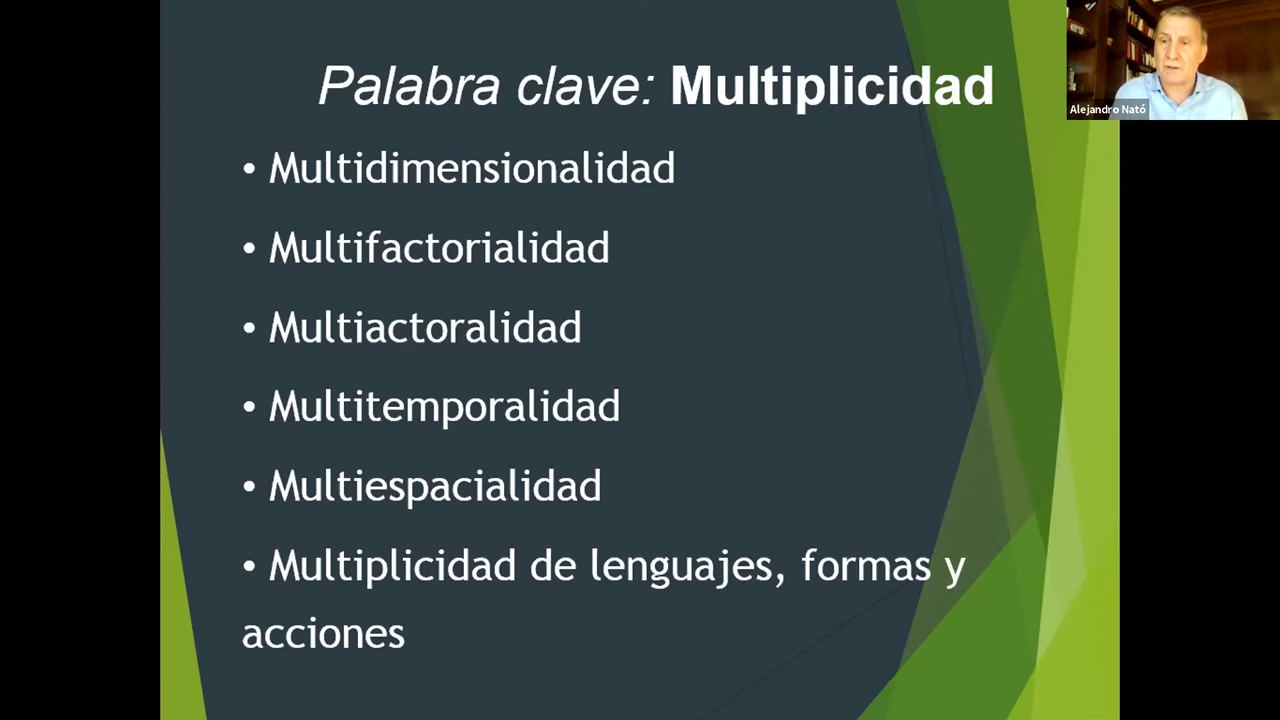 Palabra clave: Multiplicidad
Alejandro Nató
• Multidimensionalidad
• Multifactorialidad
• Multiactoralidad
• Multitemporalidad
• Multiespacialidad
• Multiplicidad de lenguajes, formas y
acciones